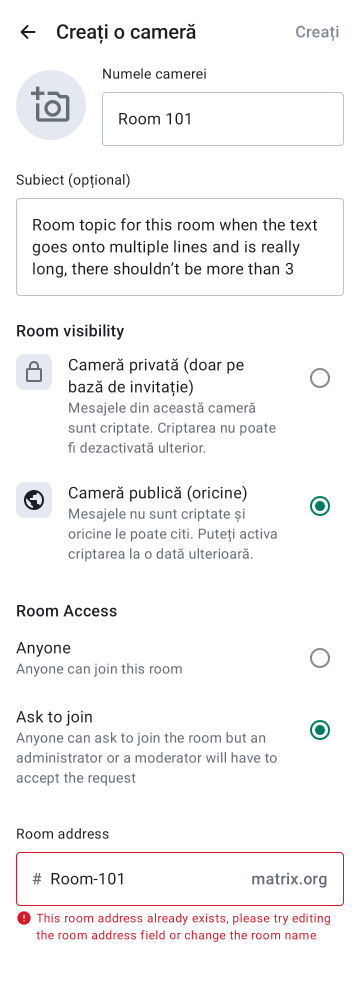 Creați o cameră
Creați
Numele camerei
Room 101
Subiect (opțional)
Room topic for this room when the text
goes onto multiple lines and is really
long, there shouldn’t be more than 3
Room visibility
Cameră privată (doar pe
bază de invitație)
Mesajele din această cameră
sunt criptate. Criptarea nu poate
fi dezactivată ulterior.
Cameră publică (oricine)
Mesajele nu sunt criptate și
oricine le poate citi. Puteți activa
criptarea la o dată ulterioară.
Room Access
Anyone
Anyone can join this room
Ask to join
Anyone can ask to join the room but an
administrator or a moderator will have to
accept the request
Room address
# Room-101 matrix.org
This room address already exists, please try editing
the room address field or change the room name